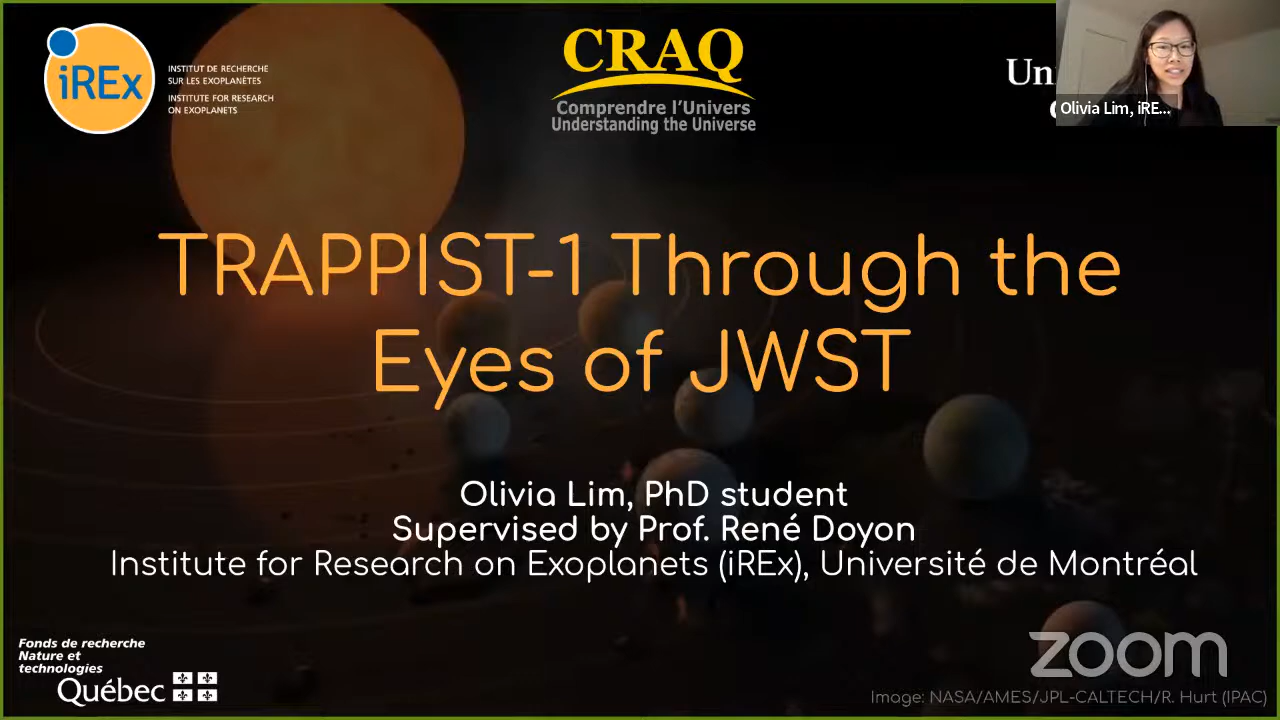 iREx
INSTITUT DE RECHERCHE
SUR LES EXOPLANÈTES
INSTITUTE FOR RESEARCH
ON EXOPLANETS
CRAQ
Comprendre l'Univers
Understanding the Universe
Un
Olivia Lim, iRE...
TRAPPIST-1 Through the
Eyes of JWST
Olivia Lim, PhD student
Supervised by Prof. René Doyon
Institute for Research on Exoplanets (iREx), Université de Montréal
Fonds de recherche
Nature et
technologies
Québec
zoom
Image: NASA/AMES/JPL-CALTECH/R. Hurt (IPAC)